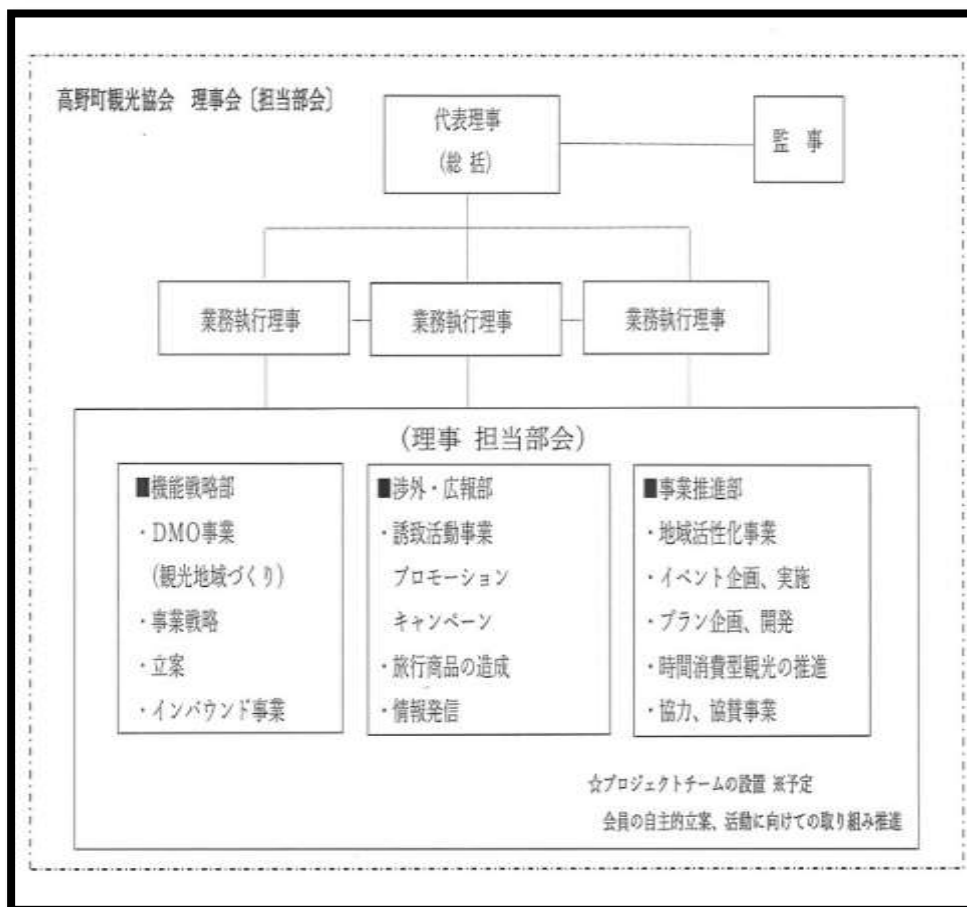 高野町観光協会 理事会〔担当部会〕
代表理事
(総 括)
監 事
業務執行理事
業務執行理事
業務執行理事
(理事 担当部会)
■機能戦略部
・DMO事業
(観光地域づくり)
・事業戦略
・立案
・インバウンド事業
■渉外・広報部
・誘致活動事業
プロモーション
キャンペーン
・旅行商品の造成
・情報発信
■事業推進部
・地域活性化事業
・イベント企画、実施
・プラン企画、開発
・時間消費型観光の推進
・協力、協賛事業
☆プロジェクトチームの設置 ※予定
会員の自主的立案、活動に向けての取り組み推進